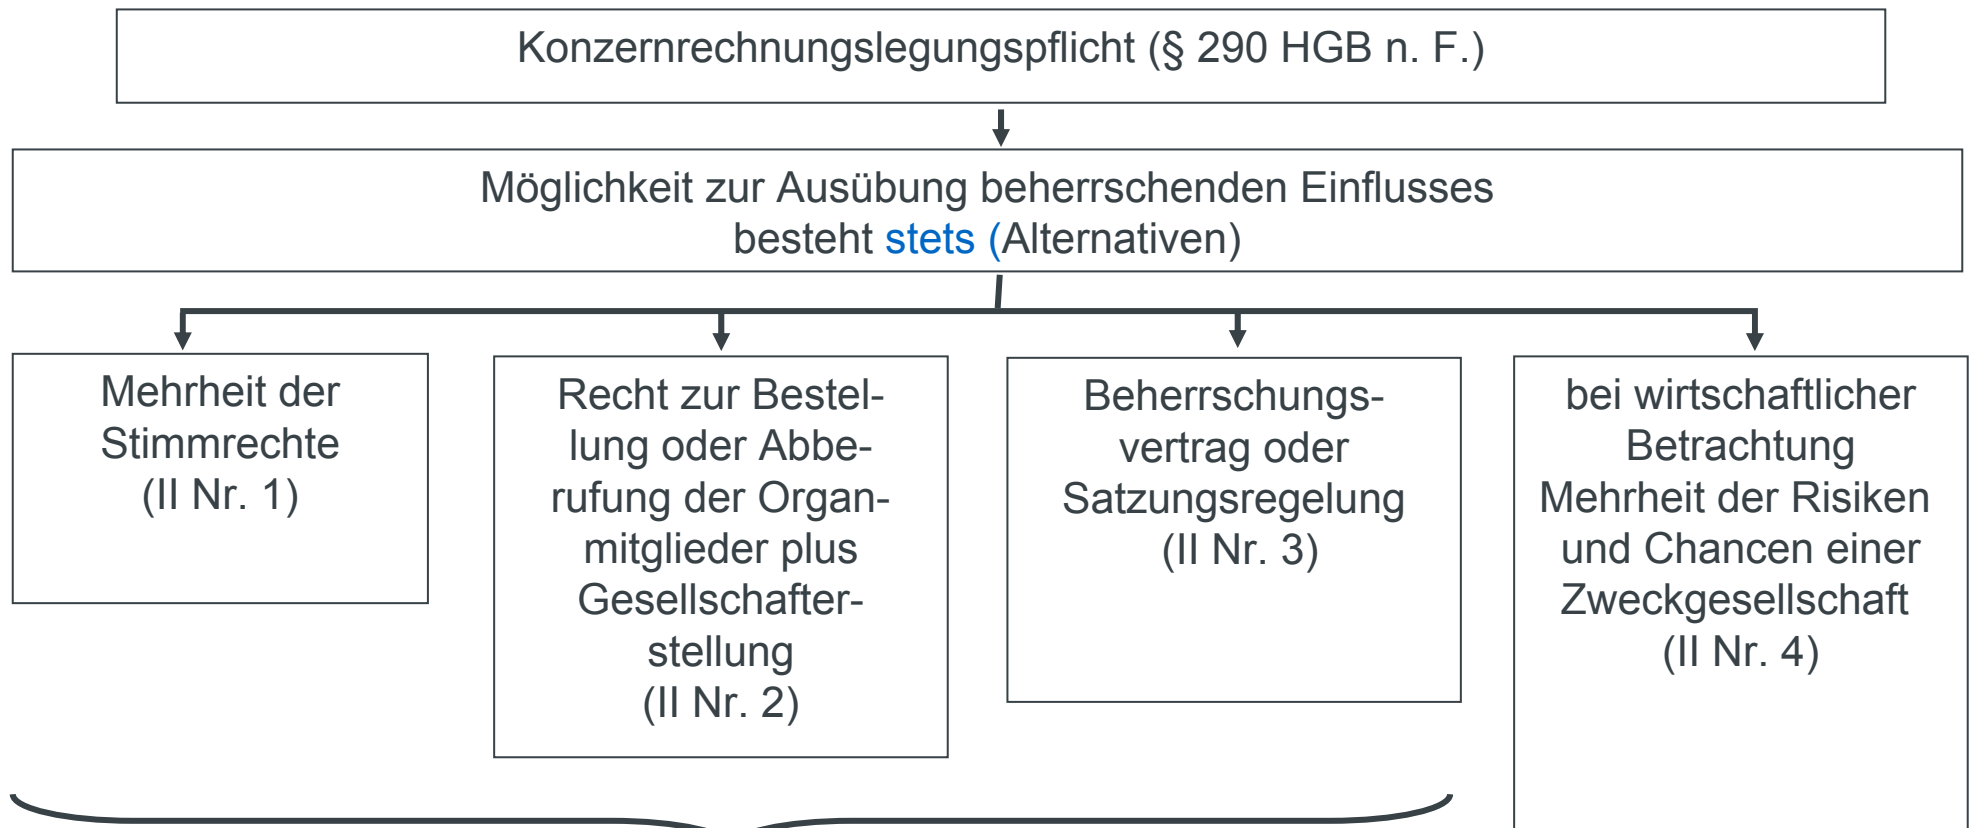 Konzernrechnungslegungspflicht (§ 290 HGB n. F.)
Möglichkeit zur Ausübung beherrschenden Einflusses
besteht stets (Alternativen)
Mehrheit der
Stimmrechte
(II Nr. 1)
Recht zur Bestel-
lung oder Abbe-
rufung der Organ-
mitglieder plus
Gesellschafter-
stellung
(II Nr. 2)
Beherrschungs-
vertrag oder
Satzungsregelung
(II Nr. 3)
bei wirtschaftlicher
Betrachtung
Mehrheit der Risiken
und Chancen einer
Zweckgesellschaft
(II Nr. 4)